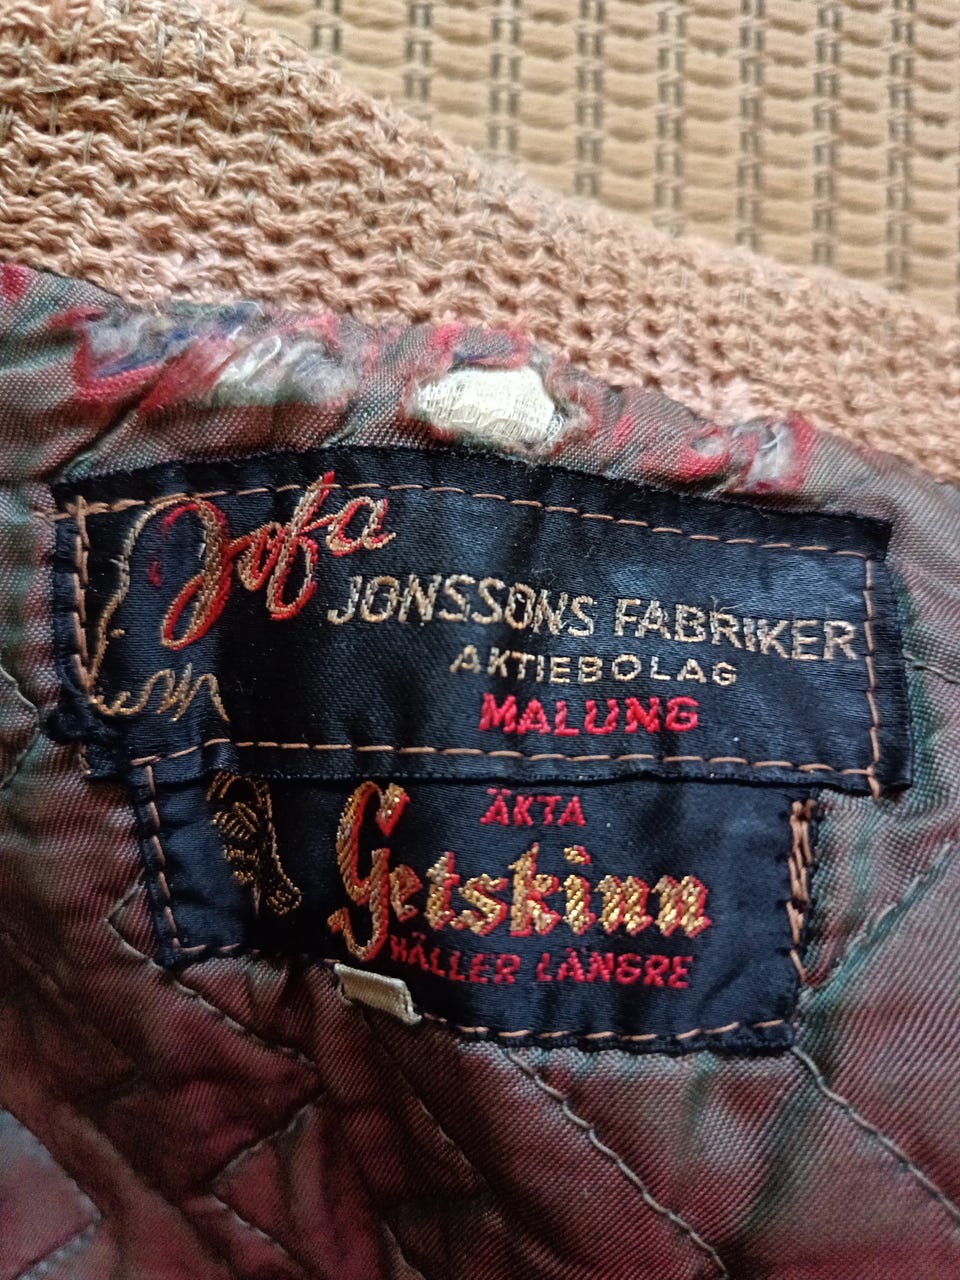 Jofa
JONSSONS FABRIKER
AKTIEBOLAG
MALUNG
ÄKTA
Getskinn
HÅLLER LÄNGRE